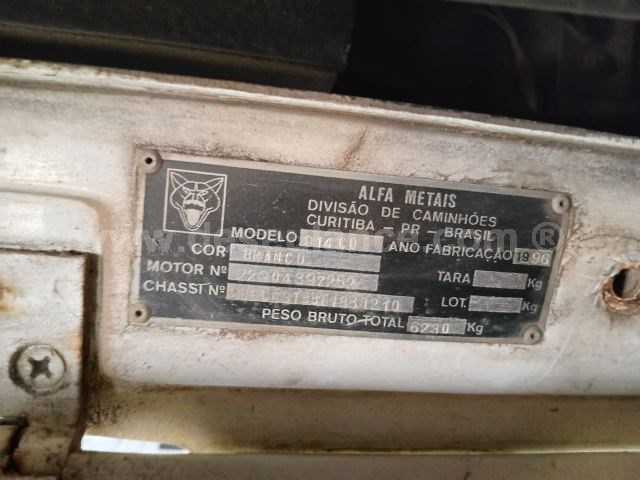 ALFA METAIS
DIVISÃO DE CAMINHÕES
CURITIBA - PR - BRASIL
MODELO ANO FABRICAÇÃO 1996
COR BRANCO
MOTOR Nº 22904397252 TARA Kg
CHASSI Nº LOT. Kg
PESO BRUTO TOTAL 6230 Kg